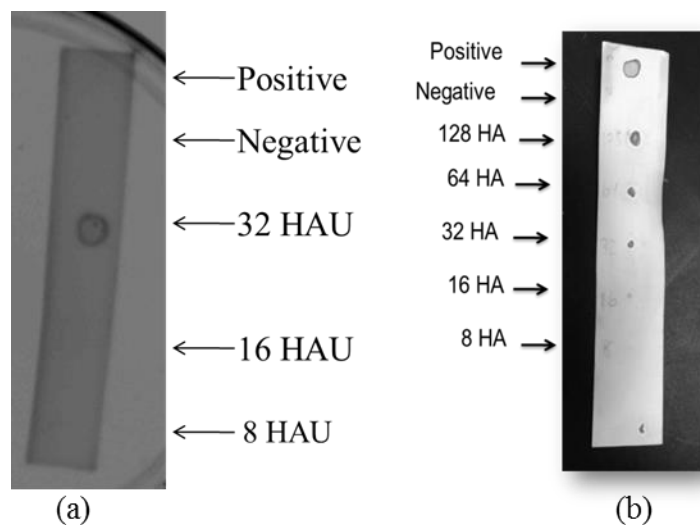 Positive
Negative
32 HAU
16 HAU
8 HAU
(a)
Positive
Negative
128 HA
64 HA
32 HA
16 HA
8 HA
(b)